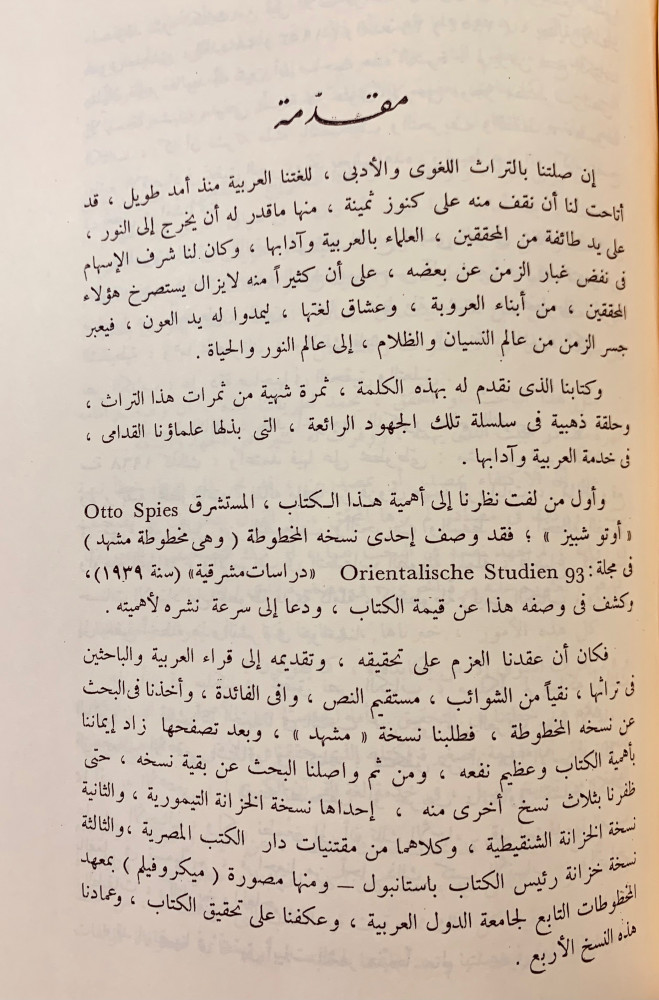 مقدّمة
إن صلتنا بالتراث اللغوى والأدبى ، للغتنا العربية منذ أمد طويل ، قد
أتاحت لنا أن نقف منه على كنوز ثمينة ، منها ماقدر له أن يخرج إلى النور ،
على يد طائفة من المحققين ، العلماء بالعربية وآدابها ، وكان لنا شرف الإسهام
فى نفض غبار الزمن عن بعضه ، على أن كثيراً منه لايزال يستصرخ هؤلاء
المحققين ، من أبناء العروبة ، وعشاق لغتها ، ليمدوا له يد العون ، فيعبر
جسر الزمن من عالم النسيان والظلام ، إلى عالم النور والحياة .
وكتابنا الذى نقدم له بهذه الكلمة ، ثمرة شهية من ثمرات هذا التراث ،
وحلقة ذهبية فى سلسلة تلك الجهود الرائعة ، التى بذلها علماؤنا القدامى ،
فى خدمة العربية وآدابها .
وأول من لفت نظرنا إلى أهمية هـذا الـكتاب ، المستشرق Otto Spies
« أوتو شبيز » ؛ فقد وصف إحدى نسخه المخطوطة ( وهى مخطوطة مشهد )
فى مجلة : Orientalische Studien 93 «دراسات مشرقية» (سنة ١٩٣٩) ،
وكشف فى وصفه هذا عن قيمة الكتاب ، ودعا إلى سرعة نشره لأهميته .
فكان أن عقدنا العزم على تحقيقه ، وتقديمه إلى قراء العربية والباحثين
فى تراثها ، نقياً من الشوائب ، مستقيم النص ، وافى الفائدة ، وأخذنا فى البحث
عن نسخه المخطوطة ، فطلبنا نسخة « مشهد » ، وبعد تصفحها زاد إيماننا
بأهمية الكتاب وعظيم نفعه ، ومن ثم واصلنا البحث عن بقية نسخه ، حتى
ظفرنا بثلاث نسخ أخرى منه ، إحداها نسخة الخزانة التيمورية ، والثانية
نسخة الخزانة الشنقيطية ، وكلاهما من مقتنيات دار الكتب المصرية ،والثالثة
نسخة خزانة رئيس الكتاب باستانبول — ومنها مصورة ( ميكروفيلم ) بمعهد
المخطوطات التابع لجامعة الدول العربية ، وعكفنا على تحقيق الكتاب ، وعمادنا
هذه النسخ الأربع .